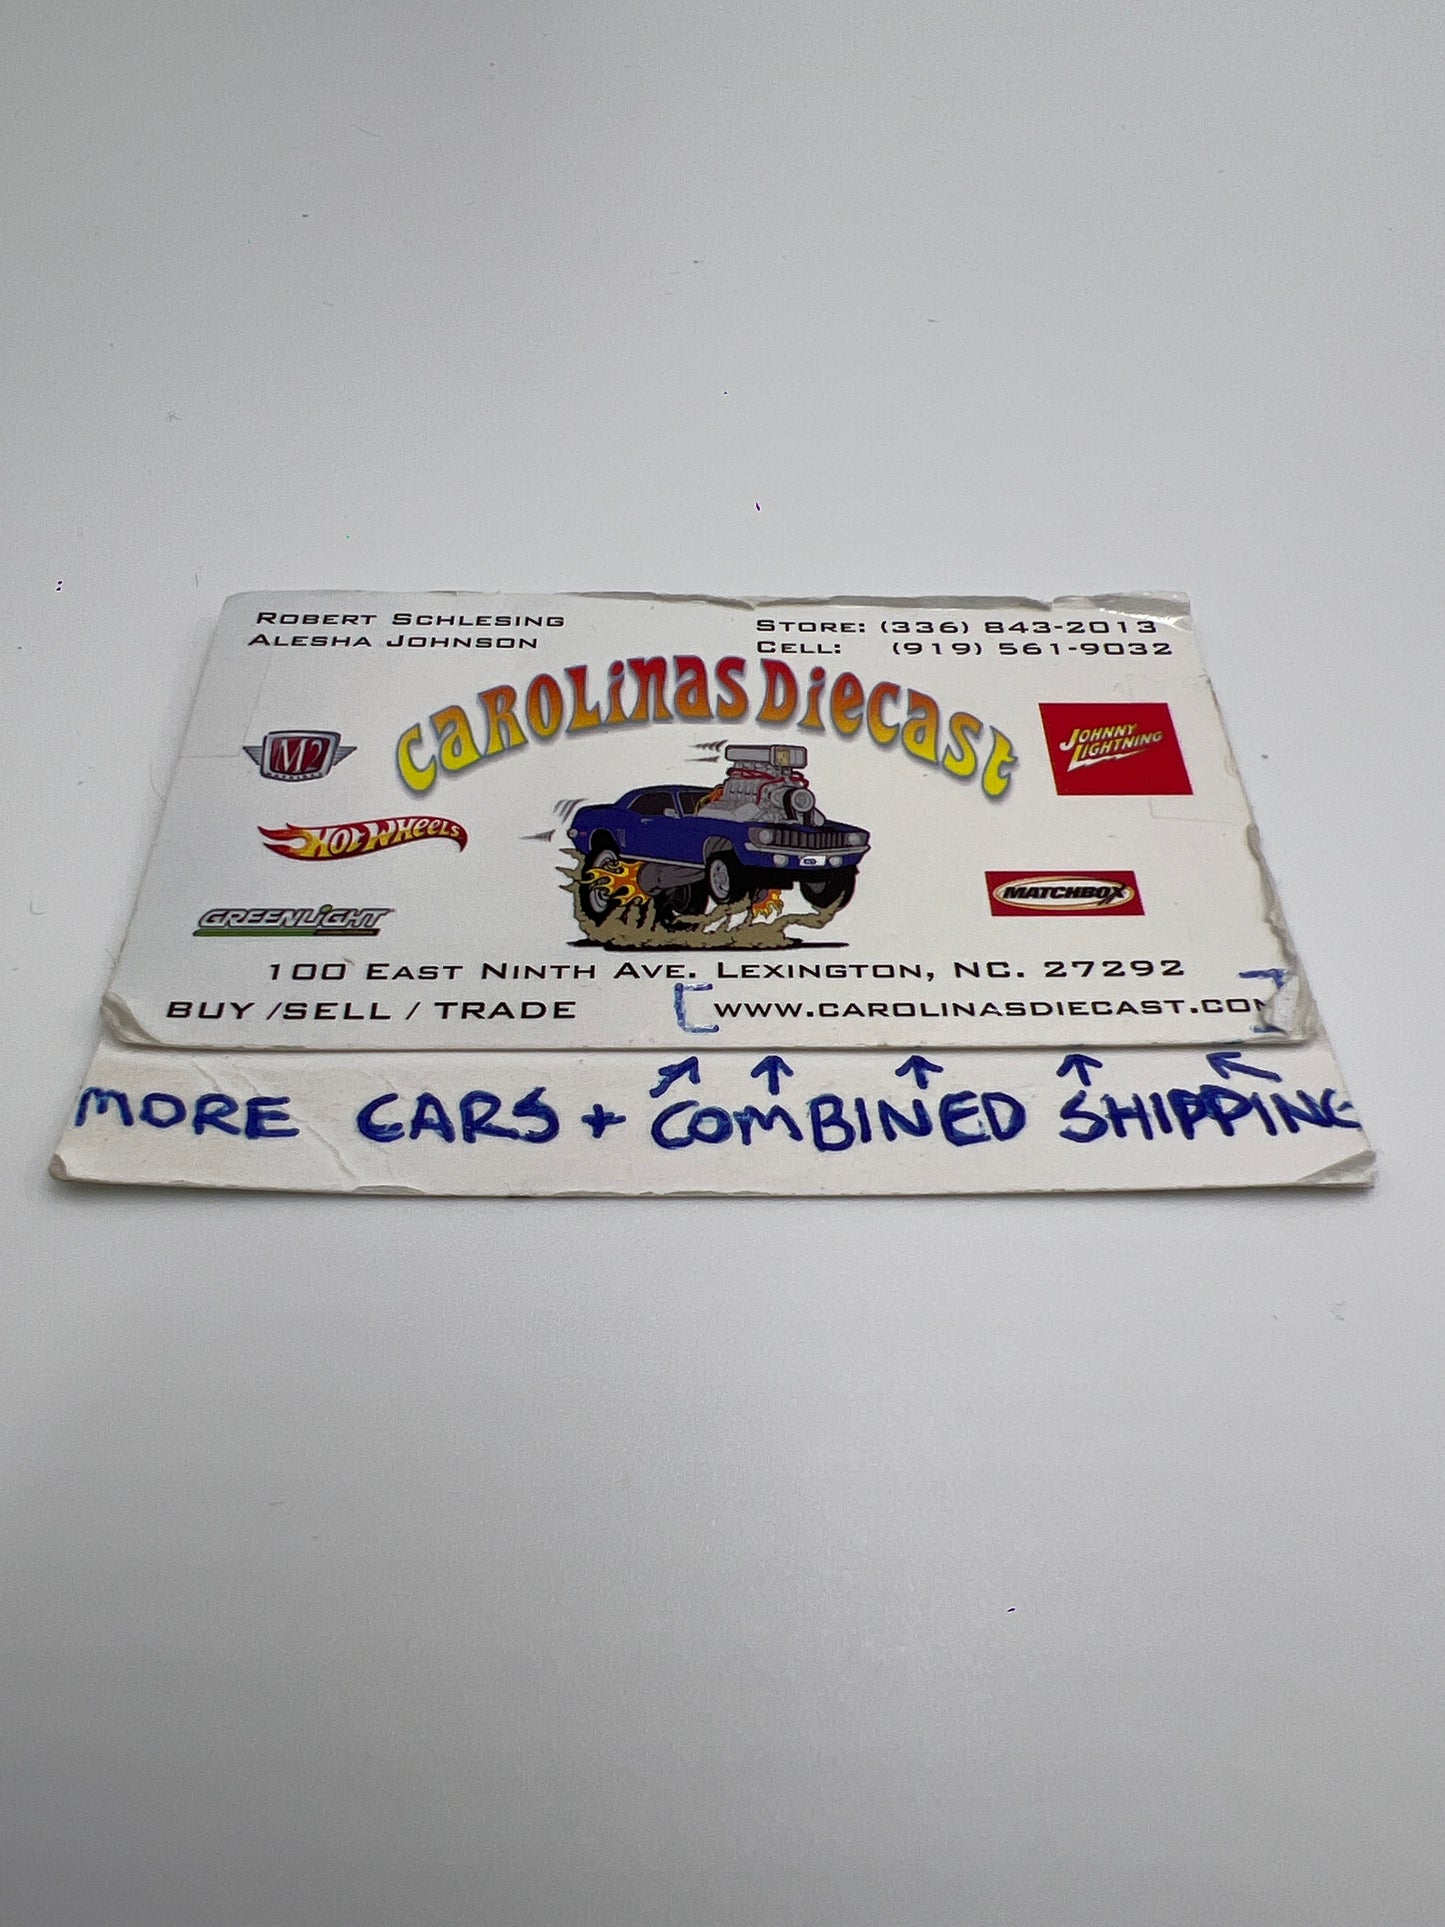 ROBERT SCHLESING
ALESHA JOHNSON
STORE: (336) 843-2013
CELL: (919) 561-9032
CAROLINAS DIECAST
M2
JOHNNY LIGHTNING
HOT WHEELS
MATCHBOX
GREENLIGHT
100 EAST NINTH AVE. LEXINGTON, NC. 27292
BUY /SELL / TRADE
[WWW.CAROLINASDIECAST.COM]
MORE CARS + COMBINED SHIPPING